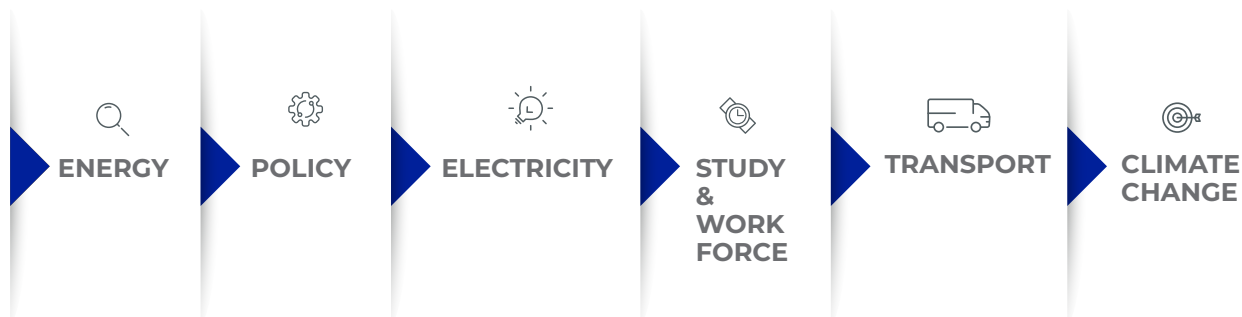 ENERGY
POLICY
ELECTRICITY
STUDY
&
WORK
FORCE
TRANSPORT
CLIMATE
CHANGE